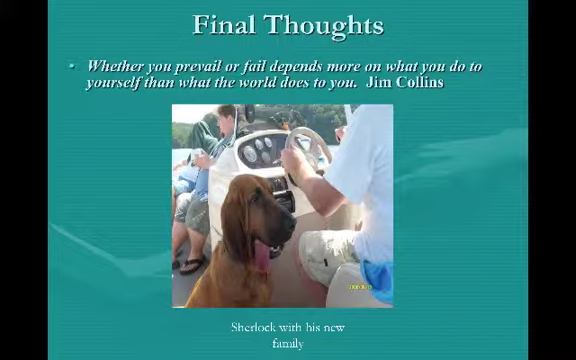 Final Thoughts
• Whether you prevail or fail depends more on what you do to
yourself than what the world does to you. Jim Collins
Sherlock with his new
family